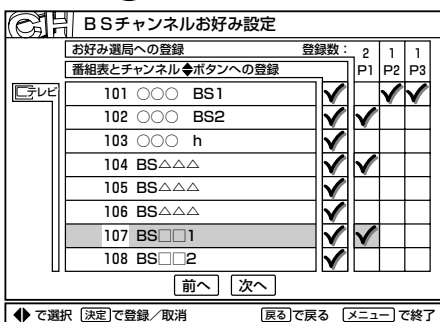 CH BSチャンネルお好み設定
お好み選局への登録 登録数： 2 1 1
番組表とチャンネル◆ボタンへの登録 P1 P2 P3
テレビ
101 ○○○ BS1
102 ○○○ BS2
103 ○○○ h
104 BS△△△
105 BS△△△
106 BS△△△
107 BS□□1
108 BS□□2
前へ 次へ
◆で選択 決定で登録／取消 戻るで戻る メニューで終了